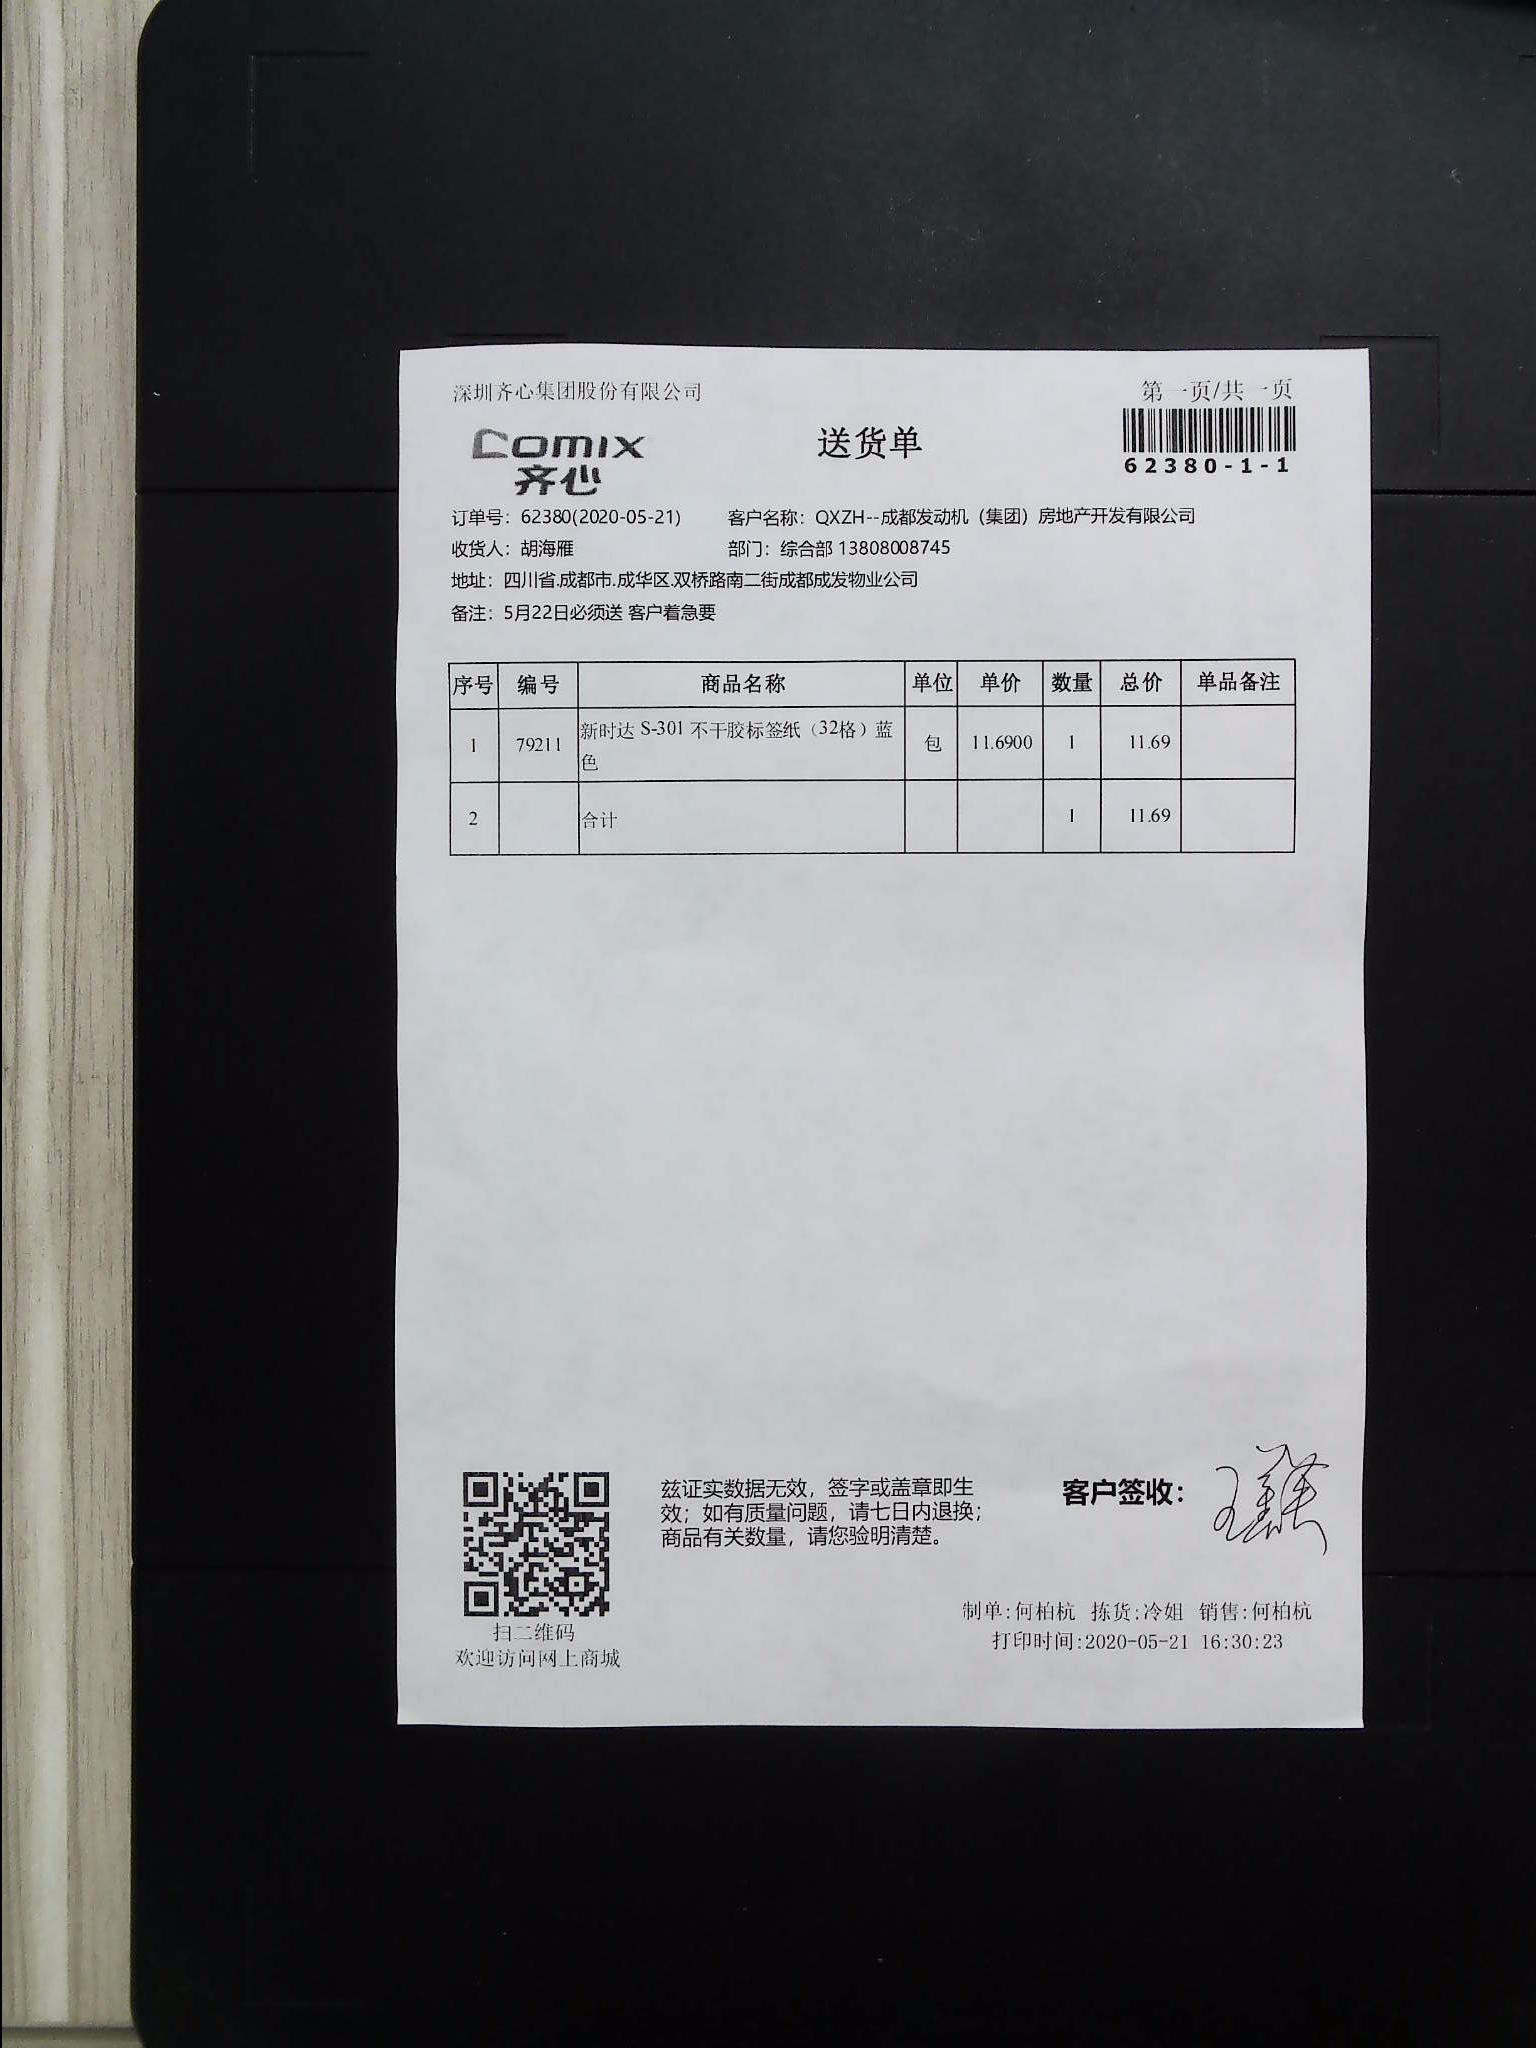 深圳齐心集团股份有限公司
第一页/共一页
comix
齐心
送货单
62380-1-1
订单号：62380(2020-05-21) 客户名称：QXZH--成都发动机（集团）房地产开发有限公司
收货人：胡海雁 部门：综合部 13808008745
地址：四川省.成都市.成华区.双桥路南二街成都成发物业公司
备注：5月22日必须送 客户着急要
序号 编号 商品名称 单位 单价 数量 总价 单品备注
1 79211 新时达 S-301 不干胶标签纸（32格）蓝色 包 11.6900 1 11.69
2 合计 1 11.69
兹证实数据无效，签字或盖章即生
效；如有质量问题，请七日内退换；
商品有关数量，请您验明清楚。
客户签收：
扫二维码
欢迎访问网上商城
制单:何柏杭 拣货:冷姐 销售:何柏杭
打印时间:2020-05-21 16:30:23